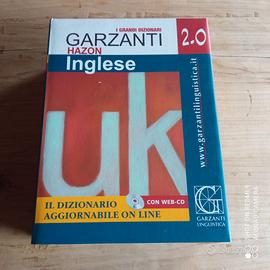 I GRANDI DIZIONARI
GARZANTI
2.0
HAZON
Inglese
www.garzantilinguistica.it
uk
IL DIZIONARIO
AGGIORNABILE ON LINE
CON WEB-CD
G
GARZANTI
LINGUISTICA